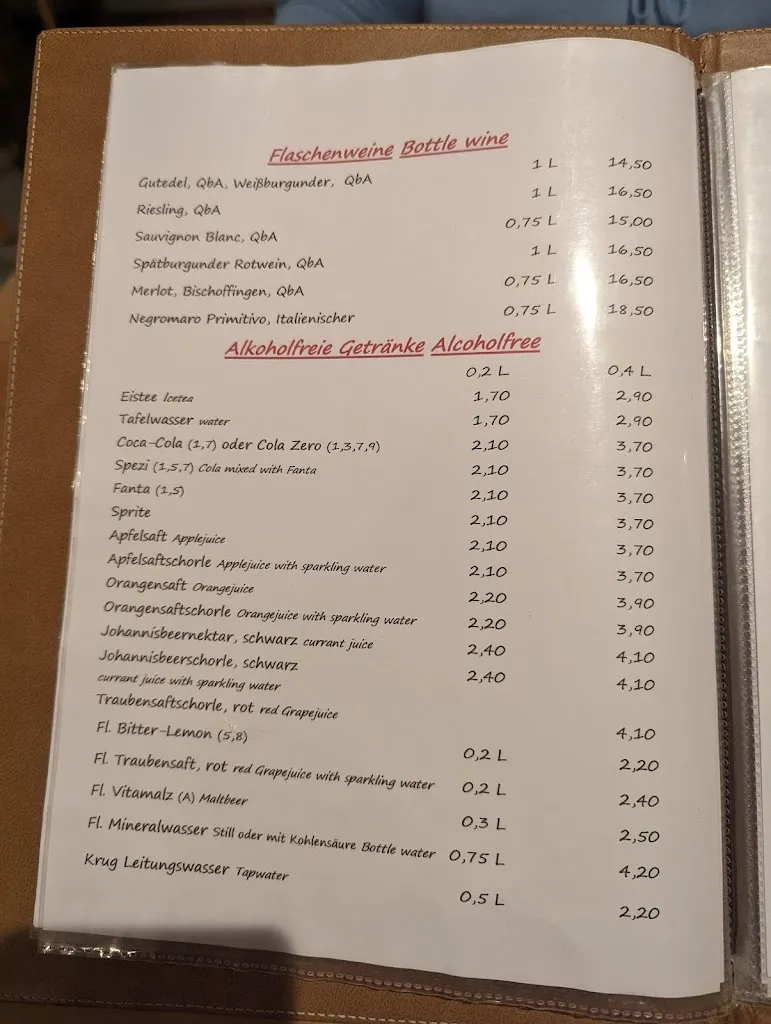 Flaschenweine Bottle wine
Gutedel, QbA, Weißburgunder, QbA 1 L 14,50
Riesling, QbA 1 L 16,50
Sauvignon Blanc, QbA 0,75 L 15,00
Spätburgunder Rotwein, QbA 1 L 16,50
Merlot, Bischoffingen, QbA 0,75 L 16,50
Negromaro Primitivo, Italienischer 0,75 L 18,50
Alkoholfreie Getränke Alcoholfree
0,2 L 0,4 L
Eistee Icetea 1,70 2,90
Tafelwasser water 1,70 2,90
Coca-Cola (1,7) oder Cola Zero (1,3,7,9) 2,10 3,70
Spezi (1,5,7) Cola mixed with Fanta 2,10 3,70
Fanta (1,5) 2,10 3,70
Sprite 2,10 3,70
Apfelsaft Applejuice 2,10 3,70
Apfelsaftschorle Applejuice with sparkling water 2,10 3,70
Orangensaft Orangejuice 2,20 3,90
Orangensaftschorle Orangejuice with sparkling water 2,20 3,90
Johannisbeernektar, schwarz currant juice 2,40 4,10
Johannisbeerschorle, schwarz 2,40 4,10
currant juice with sparkling water
Traubensaftschorle, rot red Grapejuice 4,10
Fl. Bitter-Lemon (5,8) 0,2 L 2,20
Fl. Traubensaft, rot red Grapejuice with sparkling water 0,2 L 2,40
Fl. Vitamalz (A) Maltbeer 0,3 L 2,50
Fl. Mineralwasser Still oder mit Kohlensäure Bottle water 0,75 L 4,20
Krug Leitungswasser Tapwater 0,5 L 2,20